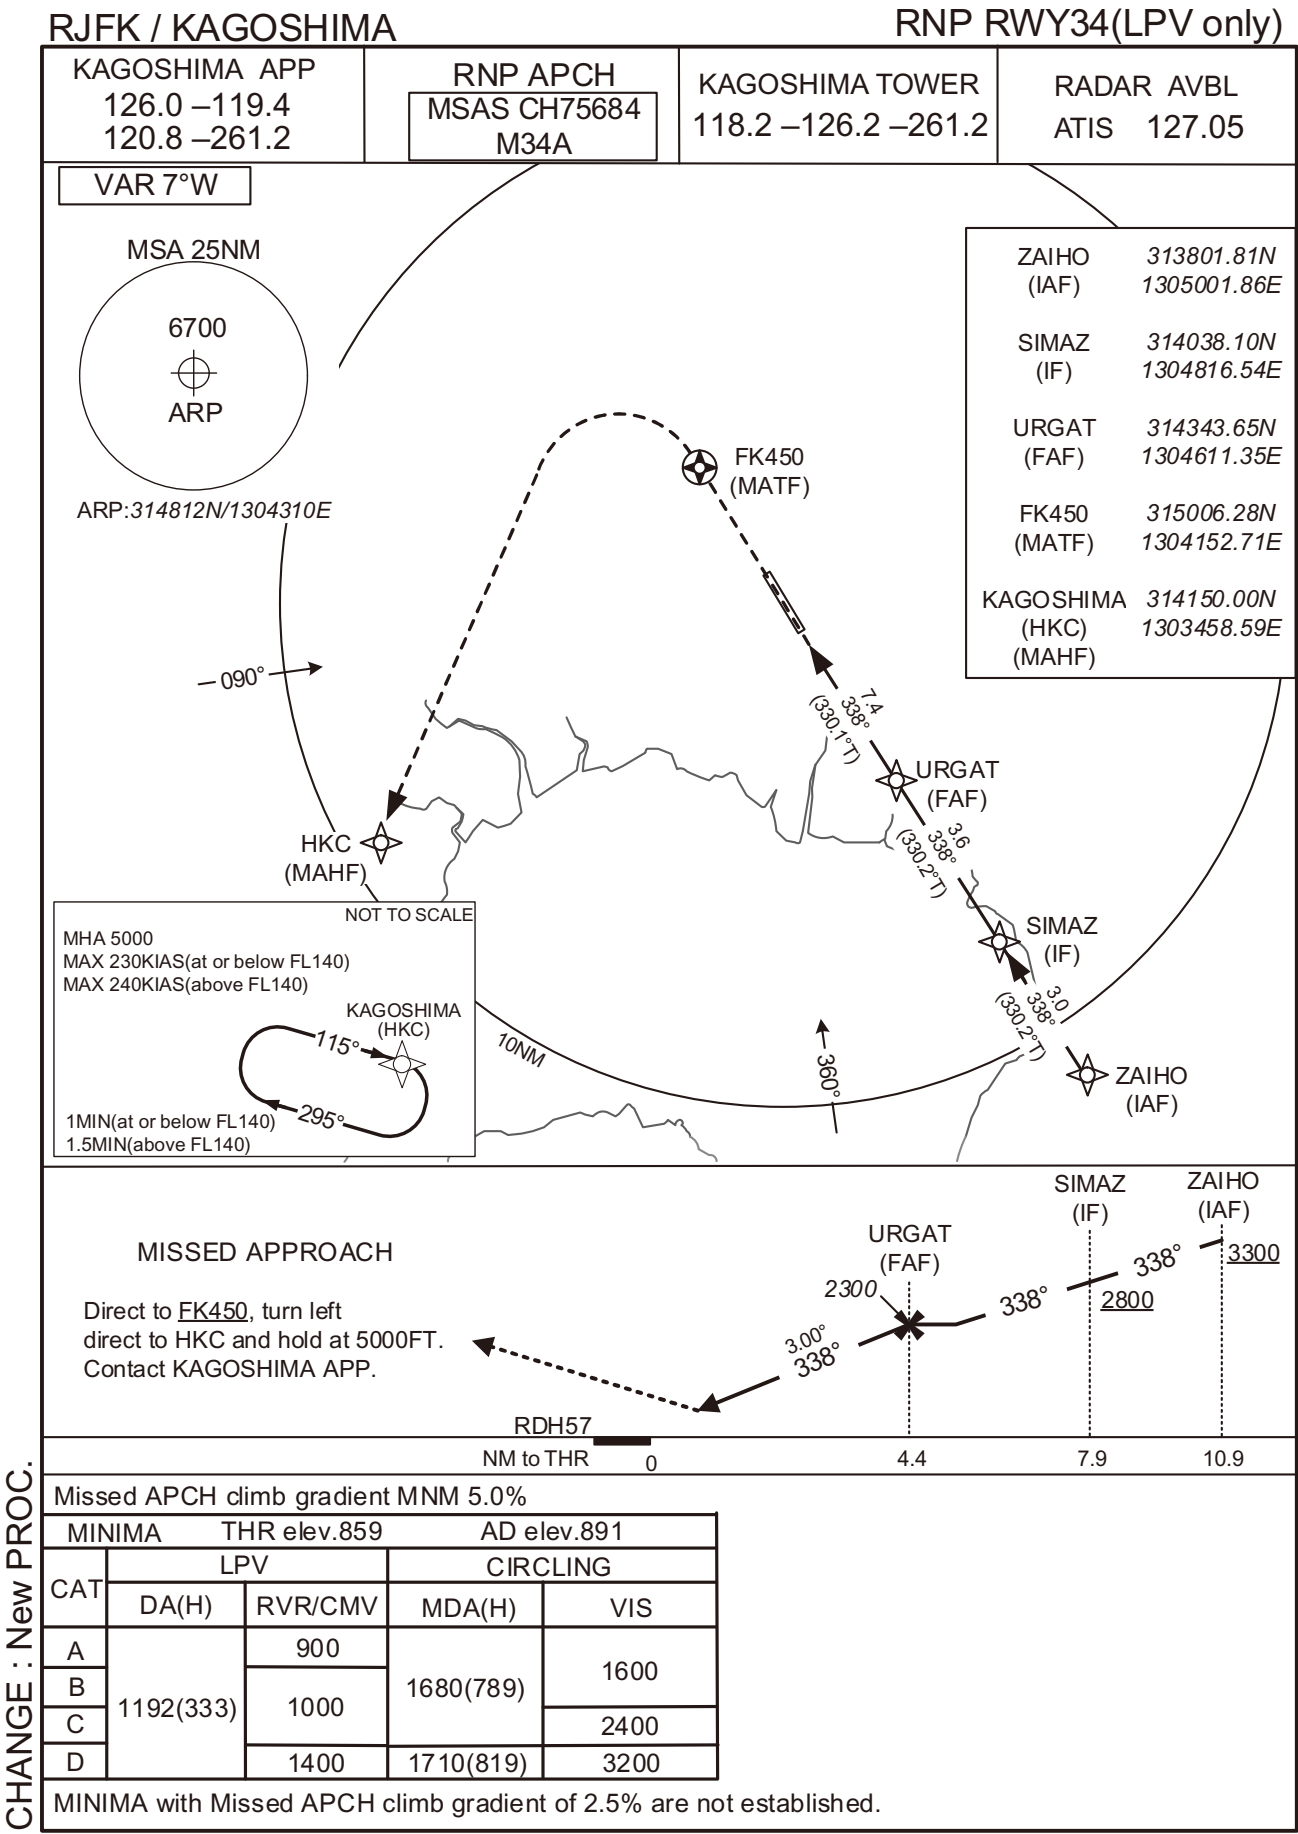 RJFK / KAGOSHIMA
RNP RWY34(LPV only)
KAGOSHIMA APP
126.0 –119.4
120.8 –261.2
RNP APCH
MSAS CH75684
M34A
KAGOSHIMA TOWER
118.2 –126.2 –261.2
RADAR AVBL
ATIS 127.05
VAR 7°W
MSA 25NM
6700
ARP
ARP:314812N/1304310E
ZAIHO 313801.81N
(IAF) 1305001.86E
SIMAZ 314038.10N
(IF) 1304816.54E
URGAT 314343.65N
(FAF) 1304611.35E
FK450 315006.28N
(MATF) 1304152.71E
KAGOSHIMA 314150.00N
(HKC) 1303458.59E
(MAHF)
FK450
(MATF)
090°
7.4
338°
(330.1°T)
URGAT
(FAF)
3.6
338°
(330.2°T)
HKC
(MAHF)
SIMAZ
(IF)
3.0
338°
(330.2°T)
ZAIHO
(IAF)
10NM
360°
NOT TO SCALE
MHA 5000
MAX 230KIAS(at or below FL140)
MAX 240KIAS(above FL140)
KAGOSHIMA
(HKC)
115°
295°
1MIN(at or below FL140)
1.5MIN(above FL140)
MISSED APPROACH
Direct to FK450, turn left
direct to HKC and hold at 5000FT.
Contact KAGOSHIMA APP.
SIMAZ
(IF)
ZAIHO
(IAF)
URGAT
(FAF)
2300
3300
2800
338°
338°
3.00°
338°
RDH57
NM to THR 0 4.4 7.9 10.9
Missed APCH climb gradient MNM 5.0%
MINIMA THR elev.859 AD elev.891
CAT LPV CIRCLING
DA(H) RVR/CMV MDA(H) VIS
A 900
B 1192(333) 1000 1680(789) 1600
C 2400
D 1400 1710(819) 3200
MINIMA with Missed APCH climb gradient of 2.5% are not established.
CHANGE : New PROC.